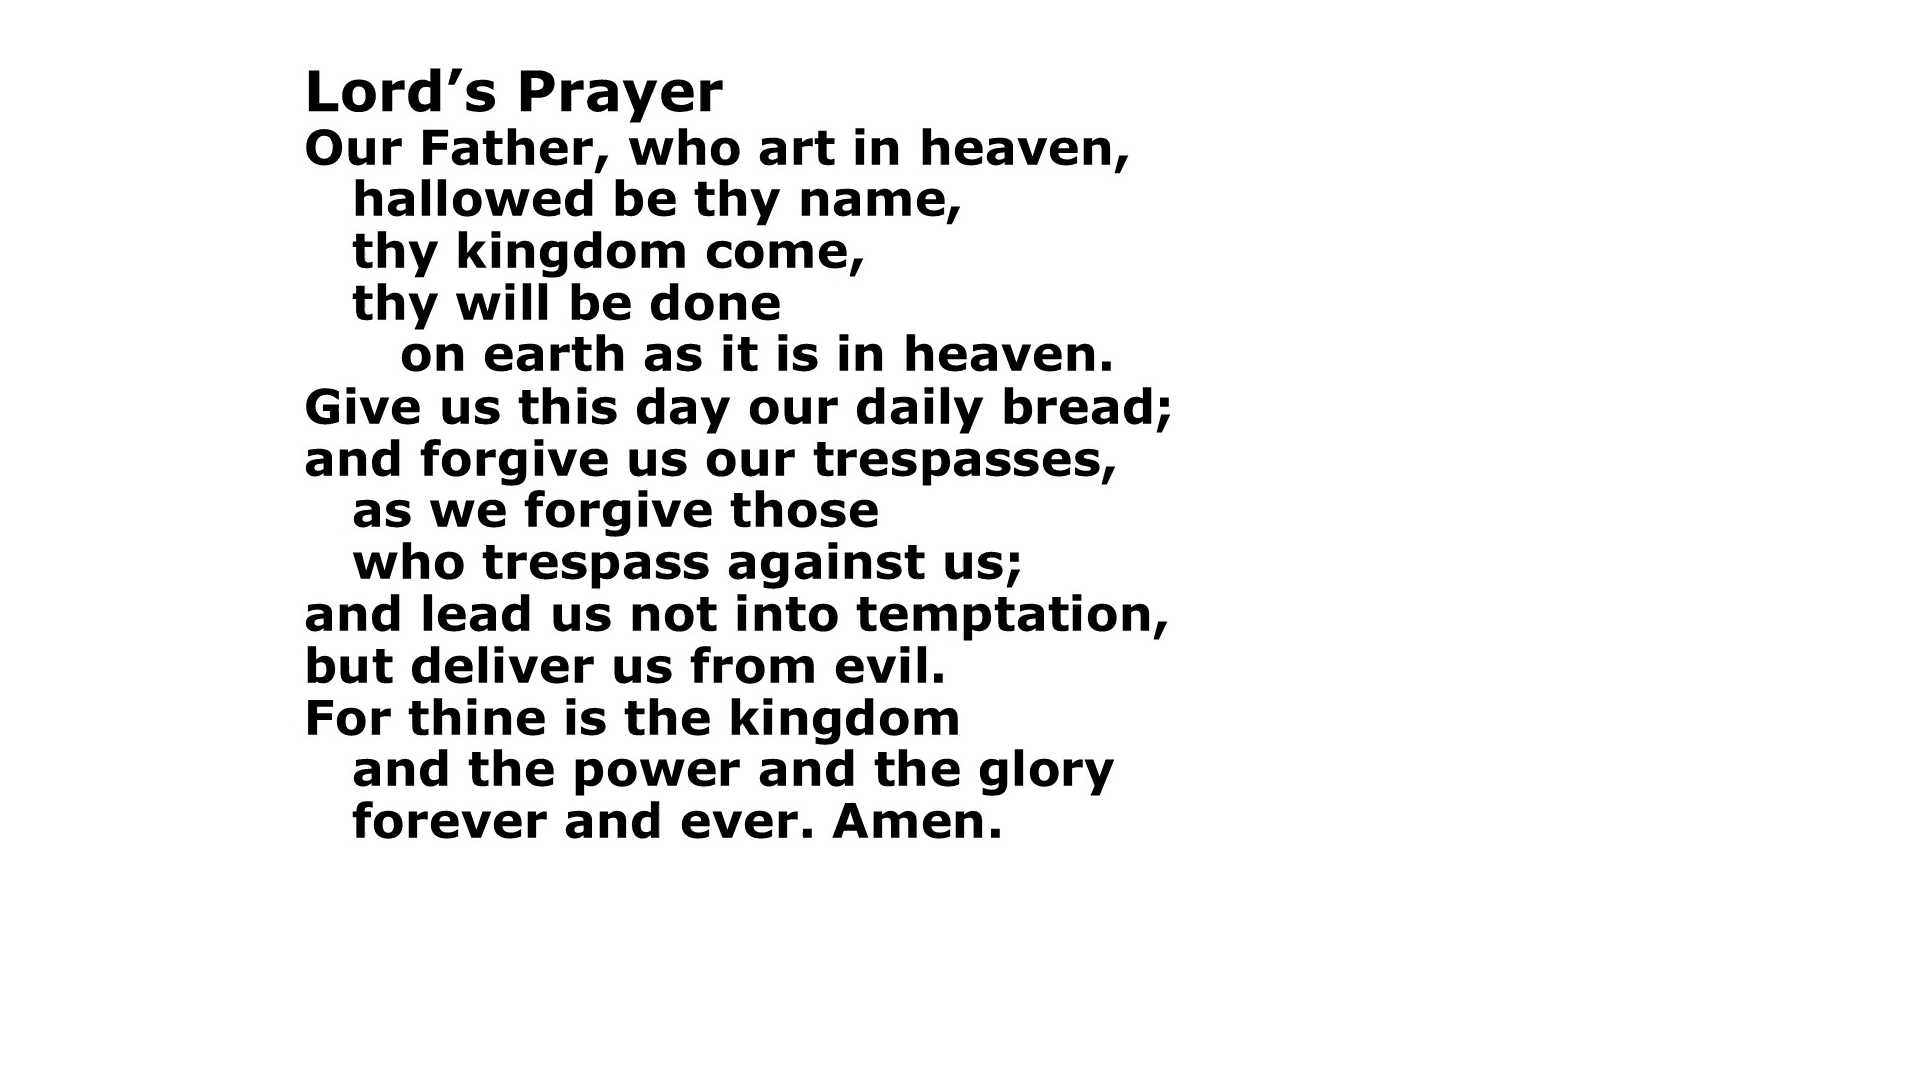 Lord’s Prayer
Our Father, who art in heaven,
hallowed be thy name,
thy kingdom come,
thy will be done
on earth as it is in heaven.
Give us this day our daily bread;
and forgive us our trespasses,
as we forgive those
who trespass against us;
and lead us not into temptation,
but deliver us from evil.
For thine is the kingdom
and the power and the glory
forever and ever. Amen.